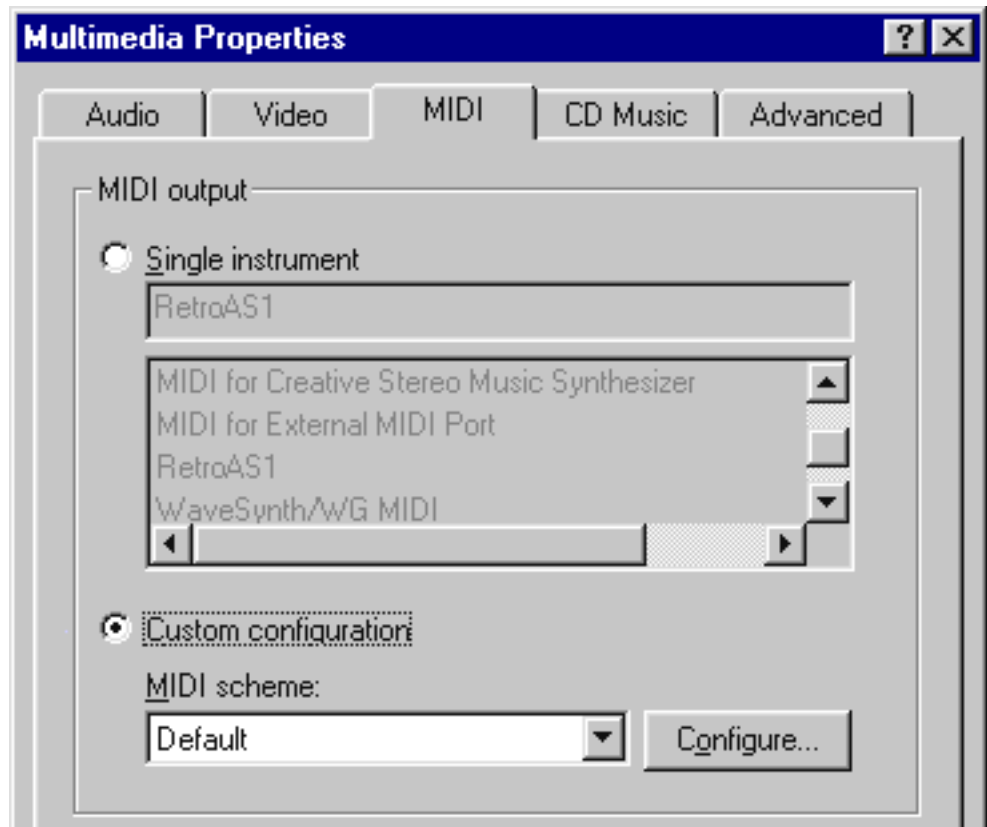 Multimedia Properties
Audio Video MIDI CD Music Advanced
MIDI output
Single instrument
RetroAS1
MIDI for Creative Stereo Music Synthesizer
MIDI for External MIDI Port
RetroAS1
WaveSynth/WG MIDI
Custom configuration
MIDI scheme:
Default Configure...